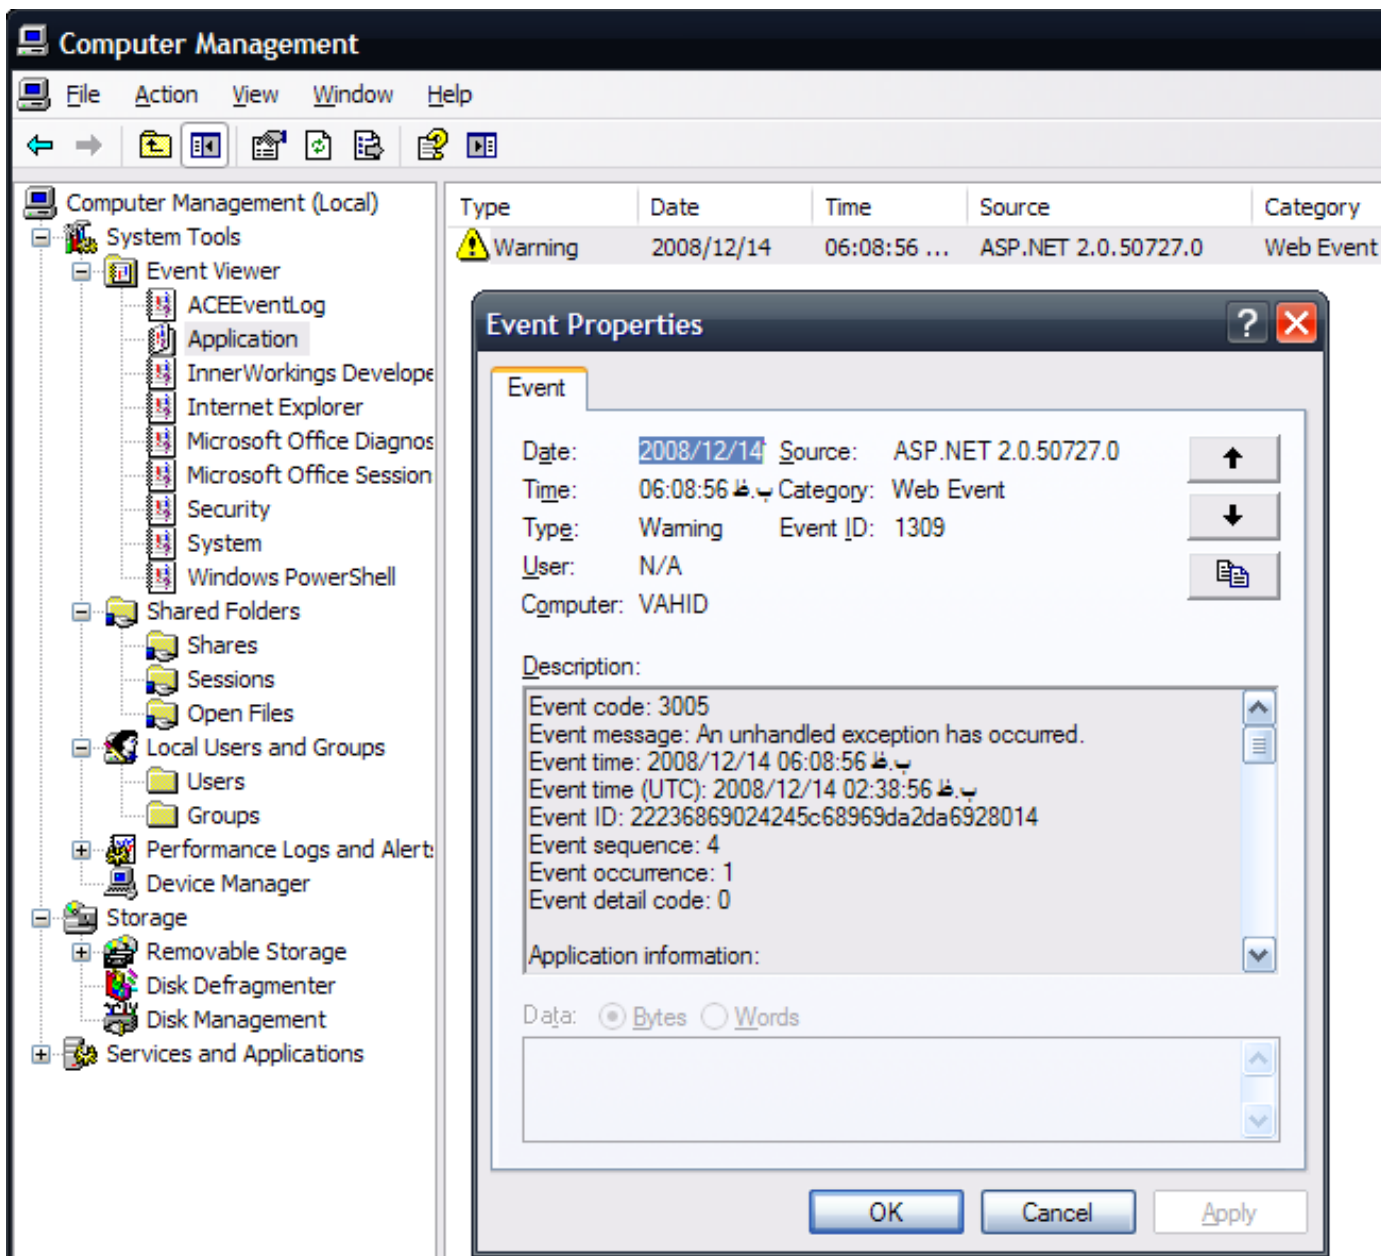 Computer Management
File Action View Window Help
Computer Management (Local)
System Tools
Event Viewer
ACEEventLog
Application
InnerWorkings Develope
Internet Explorer
Microsoft Office Diagnos
Microsoft Office Session
Security
System
Windows PowerShell
Shared Folders
Shares
Sessions
Open Files
Local Users and Groups
Users
Groups
Performance Logs and Alert
Device Manager
Storage
Removable Storage
Disk Defragmenter
Disk Management
Services and Applications
Type Date Time Source Category
Warning 2008/12/14 06:08:56 ... ASP.NET 2.0.50727.0 Web Event
Event Properties
Event
Date: 2008/12/14 Source: ASP.NET 2.0.50727.0
Time: 06:08:56 ب.ظ Category: Web Event
Type: Warning Event ID: 1309
User: N/A
Computer: VAHID
Description:
Event code: 3005
Event message: An unhandled exception has occurred.
Event time: 2008/12/14 06:08:56 ب.ظ
Event time (UTC): 2008/12/14 02:38:56 ب.ظ
Event ID: 22236869024245c68969da2da6928014
Event sequence: 4
Event occurrence: 1
Event detail code: 0
Application information:
Data: Bytes Words
OK Cancel Apply